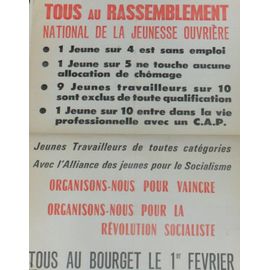 TOUS AU RASSEMBLEMENT
NATIONAL DE LA JEUNESSE OUVRIÈRE
● 1 Jeune sur 4 est sans emploi
● 1 Jeune sur 5 ne touche aucune
allocation de chômage
● 9 Jeunes travailleurs sur 10
sont exclus de toute qualification
● 1 Jeune sur 10 entre dans la vie
professionnelle avec un C.A.P.
Jeunes Travailleurs de toutes catégories
Avec l'Alliance des jeunes pour le Socialisme
ORGANISONS-NOUS POUR VAINCRE
ORGANISONS-NOUS POUR LA
RÉVOLUTION SOCIALISTE
TOUS AU BOURGET LE 1er FEVRIER